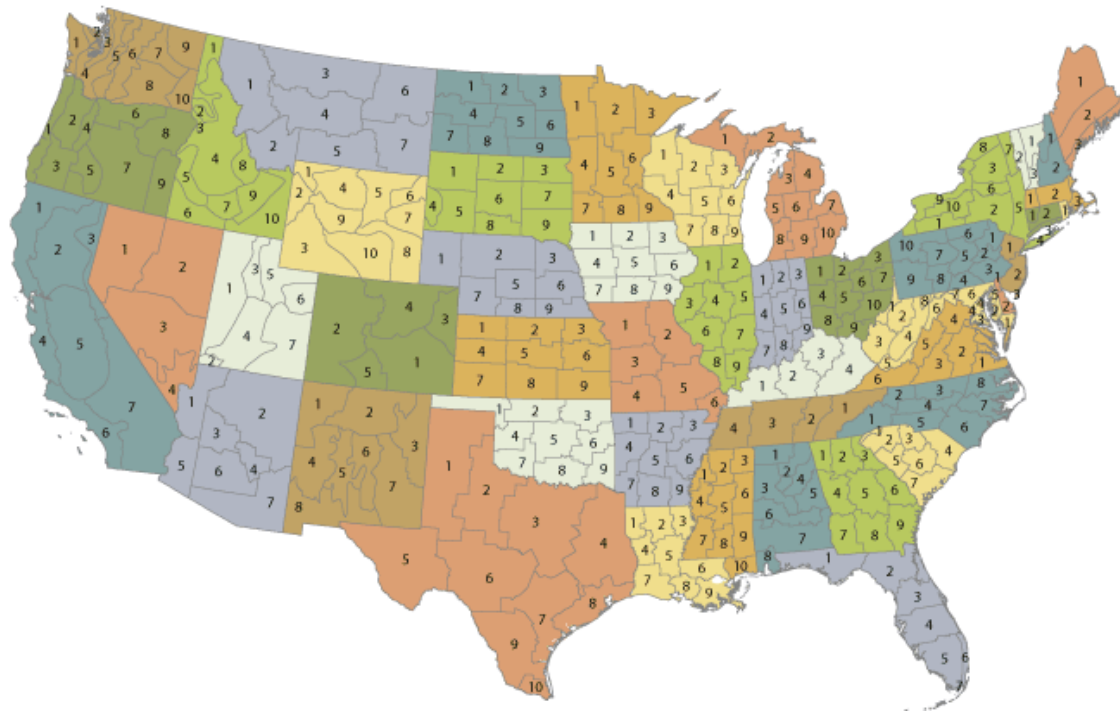 1 2 3 5 6 7 9 4 8 10
1 2 4 6 8 3 5 7 9
1 2 3 4 5 7 6
1 2 3 4 8 5 9 7 6 10
1 3 6 4 2 5 7
1 4 5 6 2 9 7 3 10 8
1 2 3 4
1 3 5 6 4 7 2
1 2 3 4 5 6 7
4 3 2 1 5
1 2 3 4 6 5 7 8
1 2 3 4 5 6 7 8 9
1 2 3 4 5 6 7 8 9
2 3 5 6 7 8 9
1 2 3 4 5 6 7 8 9
1 2 3 4 5 6 7 8 9
1 2 3 4 5 6 7 8 9 10
1 2 3 4 5 6 7 8 9
1 2 3 4 5 6 7 8 9
1 2 3 4 5 6
1 2 3 4 5 6 7 8 9
1 2 3 4 5 6 7 8 9
1 2 3 4 5 6 7 8 9
1 2 3 4 5 6 7 8 9
1 2 3 4 5 6 7 8 9 10
1 2 3 4 5 6 7 8 9
1 2 3 4 5 6 7 8 9
1 2 3 4 5 6 7 8 9 10
1 2 3 4
4 3 2 1
1 2 3 4 5 6 7 8 9 10
1 2 3 4 5 6 7 8
1 2 3 4 5 6 7 8 9
1 2 3 4 5 6 7
1 2 3 4 5 6 7
1 2 3 4 5 6 7 8
4 5 3 2 1 6
10 7 5 2 1 6 9 8 4 3
8 7 3 6 9 10 1 2 5 4
1 2 3